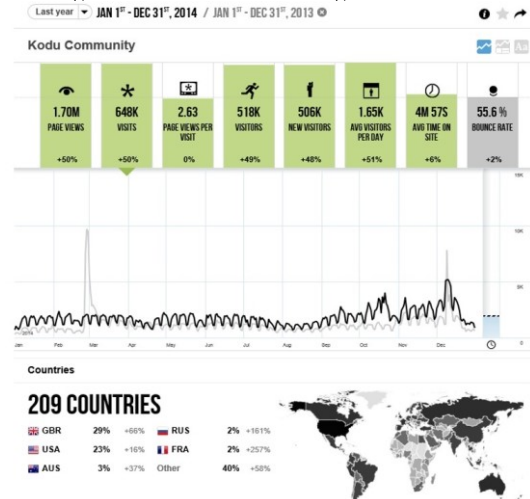 Last year JAN 1ST - DEC 31ST, 2014 / JAN 1ST - DEC 31ST, 2013
Kodu Community
1.70M
PAGE VIEWS
+50%
648K
VISITS
+50%
2.63
PAGE VIEWS PER VISIT
0%
518K
VISITORS
+49%
506K
NEW VISITORS
+48%
1.65K
AVG VISITORS PER DAY
+51%
4M 57S
AVG TIME ON SITE
+6%
55.6 %
BOUNCE RATE
+2%
15K
10K
5K
0
Jan Feb Mar Apr May Jun Jul Aug Sep Oct Nov Dec
Countries
209 COUNTRIES
GBR 29% +66% RUS 2% +161%
USA 23% +16% FRA 2% +257%
AUS 3% +37% Other 40% +58%